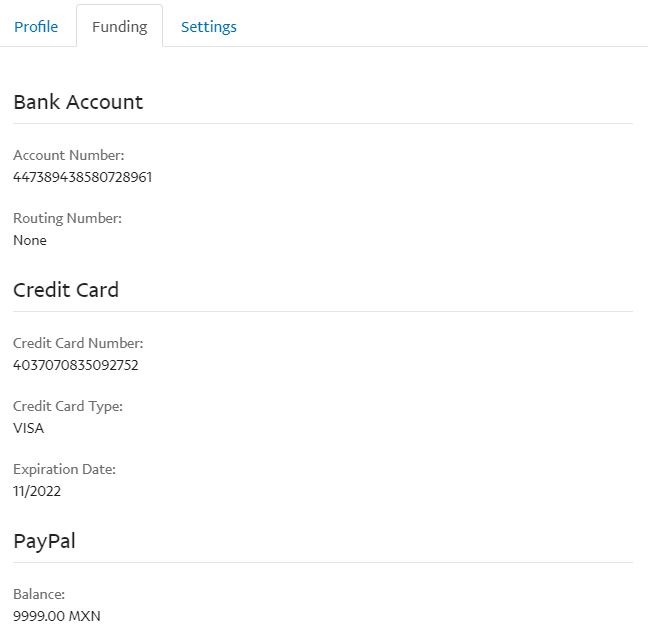 Profile Funding Settings
Bank Account
Account Number:
447389438580728961
Routing Number:
None
Credit Card
Credit Card Number:
4037070835092752
Credit Card Type:
VISA
Expiration Date:
11/2022
PayPal
Balance:
9999.00 MXN